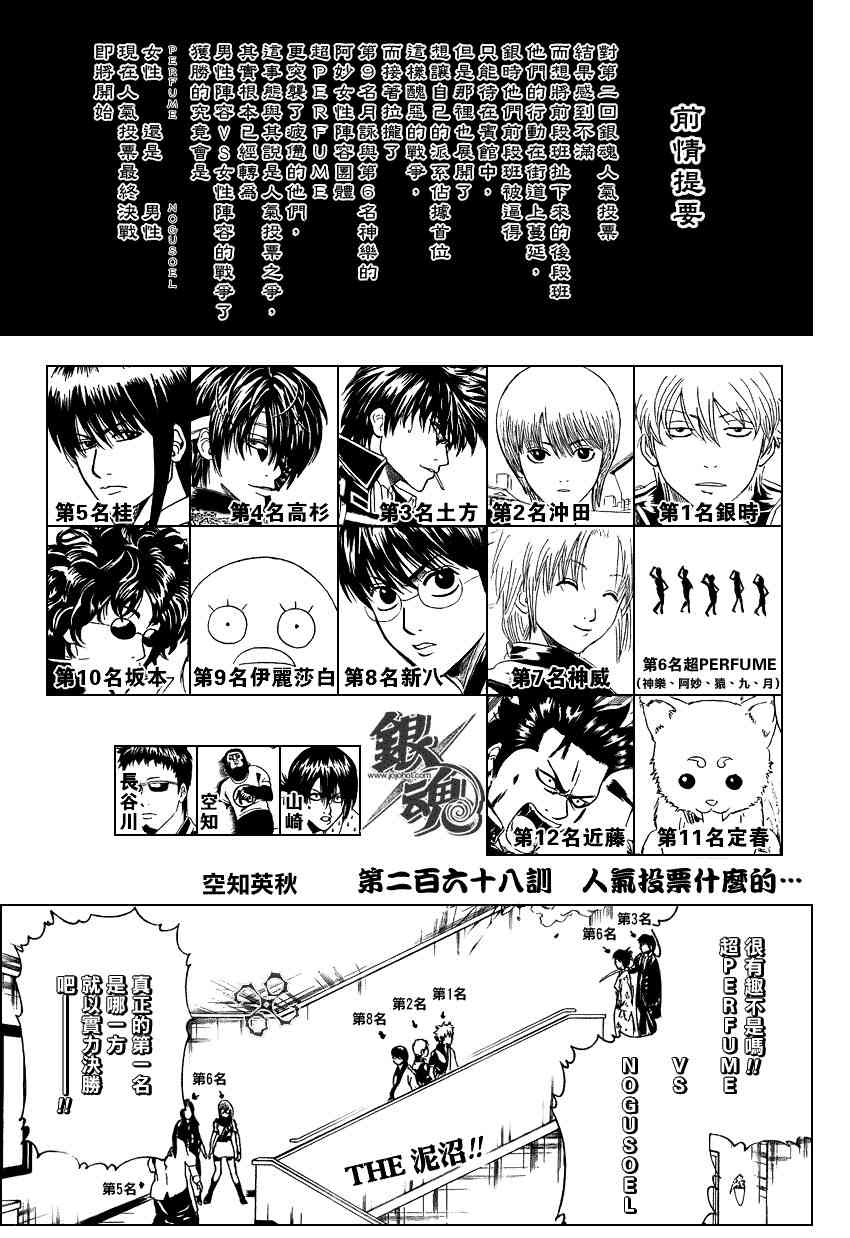 前情提要
對第二回銀魂人氣投票
結果感到不滿
而想將前段班扯下來的後段班
他們的行動在街道上蔓延，
銀時他們前段班被逼得
只能待在賓館中，
但是那裡也展開了
想讓自己的派系佔據首位
這樣醜惡的戰爭，
而接着拉攏了
第9名月詠與第6名神樂的
阿妙女性陣容團體
超PERFUME
更突襲了疲憊的他們，
這事態與其說是人氣投票之爭，
其實根本已經轉為
男性陣容VS女性陣容的戰爭了
獲勝的究竟會是
PERFUME NOGUSOEL
女性 還是 男性
現在人氣投票最終決戰
即將開始
第1名銀時
第2名沖田
第3名土方
第4名高杉
第5名桂
第6名超PERFUME
（神樂、阿妙、猿、九、月）
第7名神威
第8名新八
第9名伊麗莎白
第10名坂本
第11名定春
第12名近藤
銀魂
www.jojohot.com
山崎
空知
長谷川
第二百六十八訓 人氣投票什麼的…
空知英秋
很有趣不是嗎!!
超PERFUME
VS
NOGUSOEL
第3名
第6名
第1名
第2名
第8名
THE 泥沼!!
真正的第一名
是哪一方
就以實力決勝
吧——!!
第6名
第5名